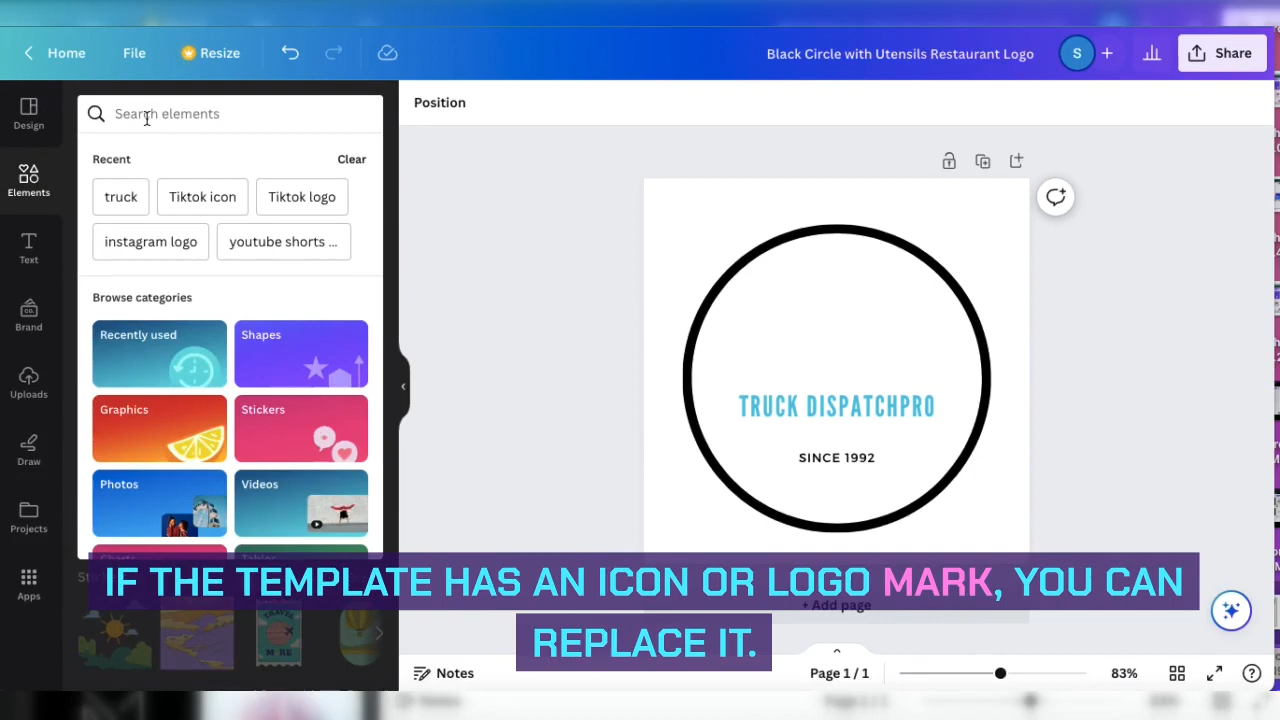 Home File Resize Black Circle with Utensils Restaurant Logo S + Share
Design
Elements
Text
Brand
Uploads
Draw
Projects
Apps
Search elements
Recent Clear
truck Tiktok icon Tiktok logo
instagram logo youtube shorts ...
Browse categories
Recently used Shapes
Graphics Stickers
Photos Videos
Charts Tables
Position
TRUCK DISPATCHPRO
SINCE 1992
IF THE TEMPLATE HAS AN ICON OR LOGO MARK, YOU CAN
REPLACE IT.
+ Add page
TRAVEL
Notes Page 1 / 1 83%